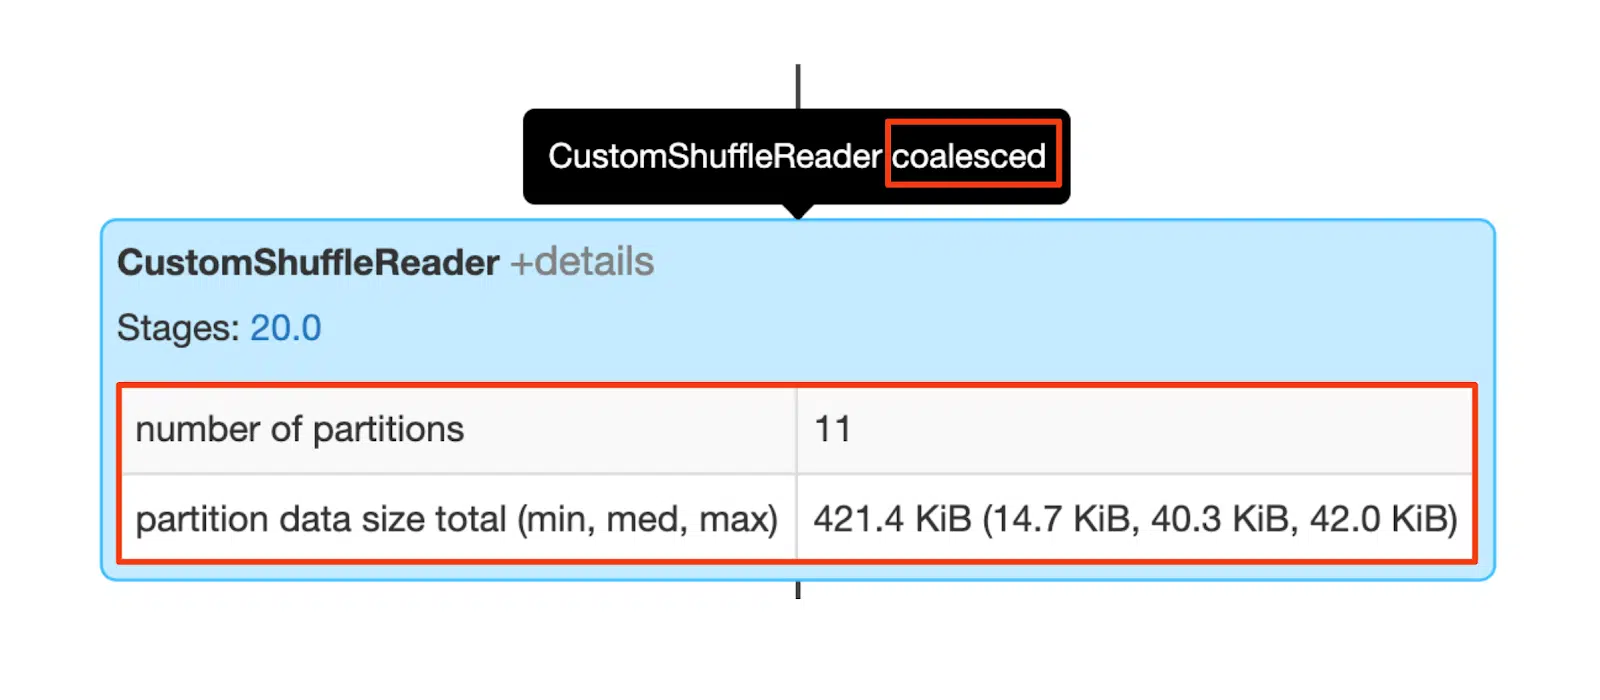 CustomShuffleReader coalesced
CustomShuffleReader +details
Stages: 20.0
number of partitions 11
partition data size total (min, med, max) 421.4 KiB (14.7 KiB, 40.3 KiB, 42.0 KiB)